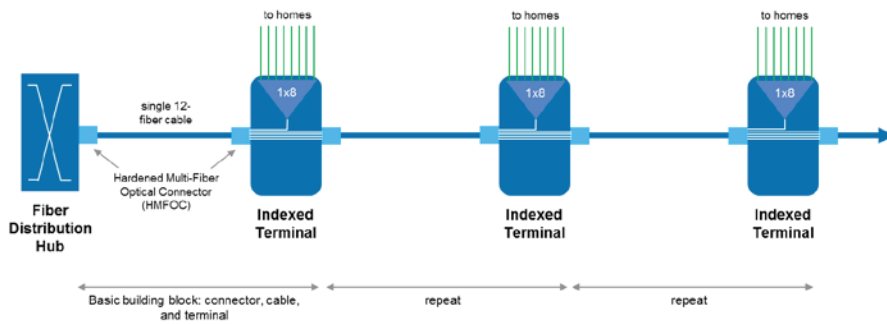 to homes
to homes
to homes
1x8
1x8
1x8
single 12-
fiber cable
Hardened Multi-Fiber
Optical Connector
(HMFOC)
Fiber
Distribution
Hub
Indexed
Terminal
Indexed
Terminal
Indexed
Terminal
Basic building block: connector, cable,
and terminal
repeat
repeat